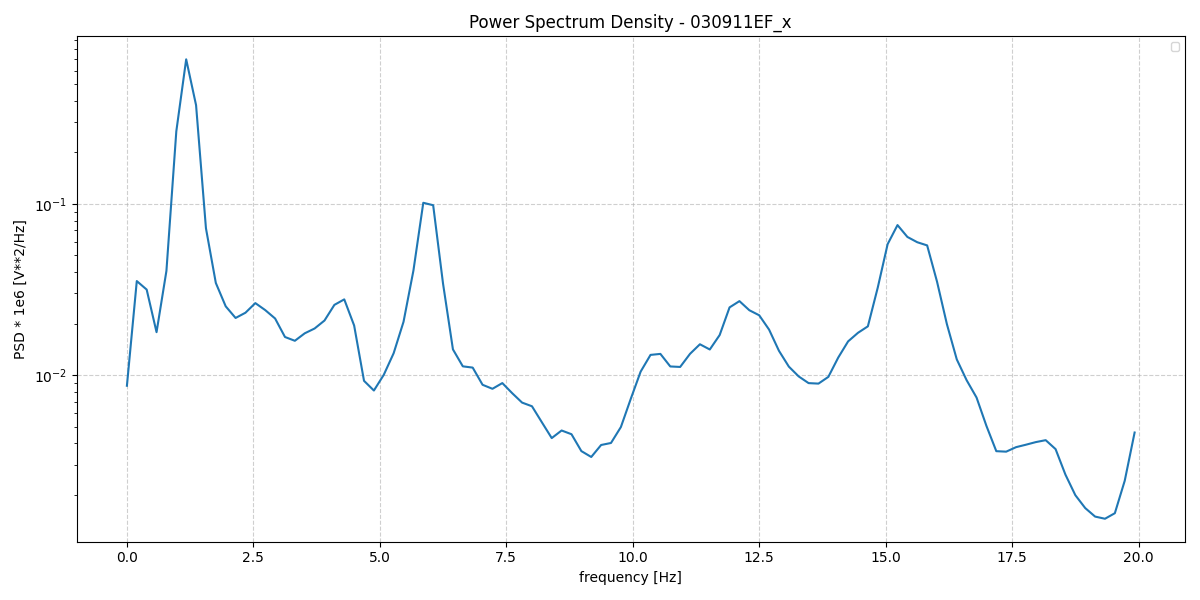 Power Spectrum Density - 030911EF_x
PSD * 1e6 [V**2/Hz]
10⁻¹
10⁻²
0.0 2.5 5.0 7.5 10.0 12.5 15.0 17.5 20.0
frequency [Hz]